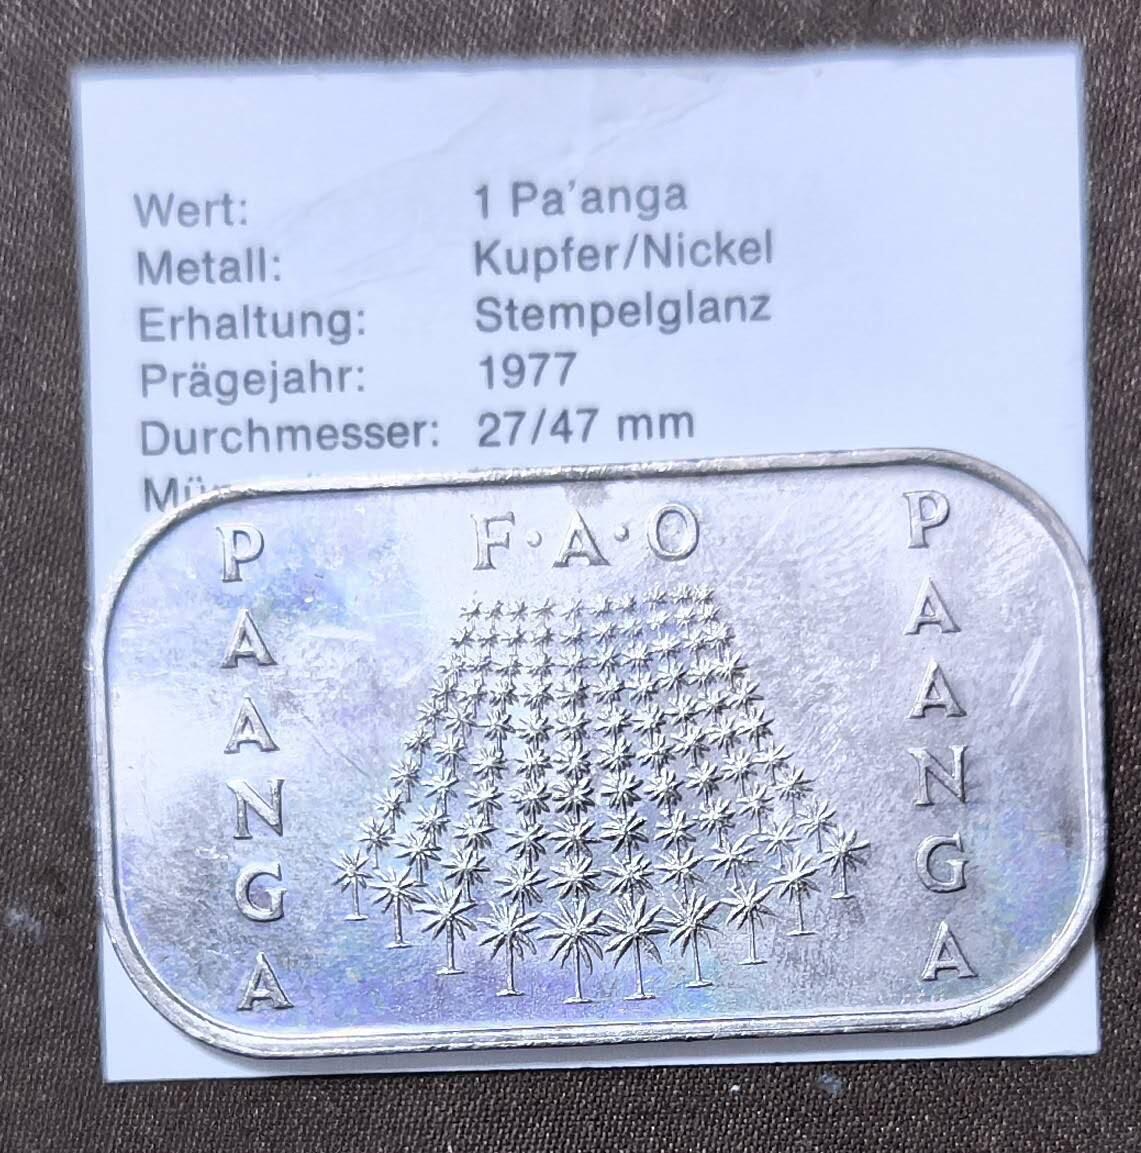 Wert: 1 Pa'anga
Metall: Kupfer/Nickel
Erhaltung: Stempelglanz
Prägejahr: 1977
Durchmesser: 27/47 mm
F·A·O
PAANGA
PAANGA